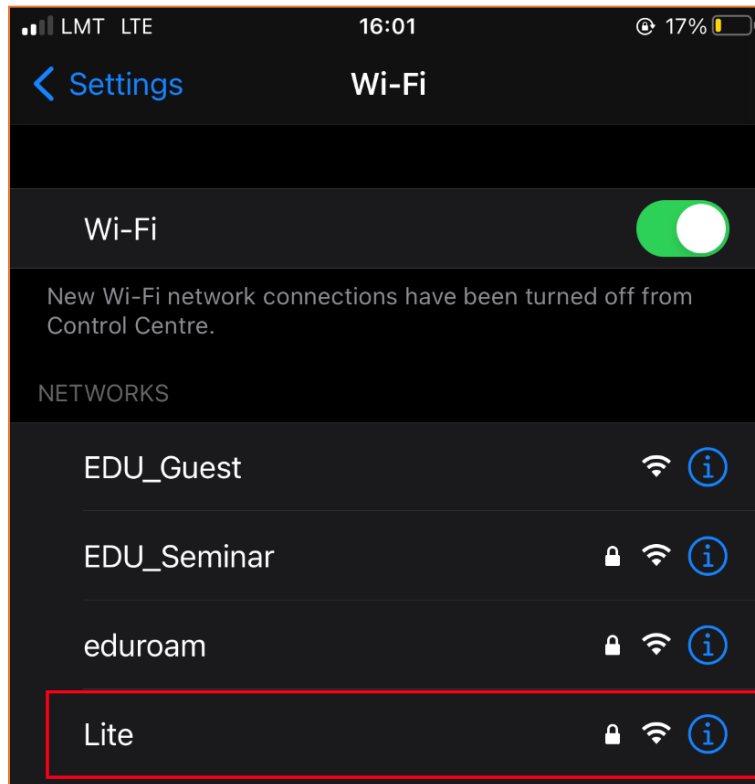 LMT LTE 16:01 17%
Settings Wi-Fi
Wi-Fi
New Wi-Fi network connections have been turned off from
Control Centre.
NETWORKS
EDU_Guest
EDU_Seminar
eduroam
Lite